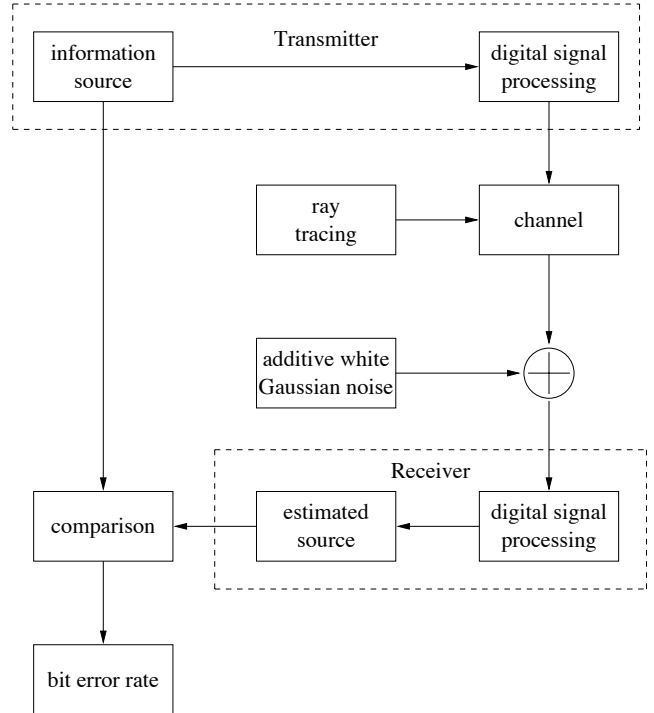 Transmitter
information
source
digital signal
processing
ray
tracing
channel
additive white
Gaussian noise
Receiver
comparison
estimated
source
digital signal
processing
bit error rate